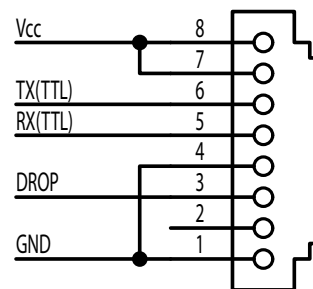 Vcc 8
7
TX(TTL) 6
RX(TTL) 5
4
DROP 3
2
GND 1